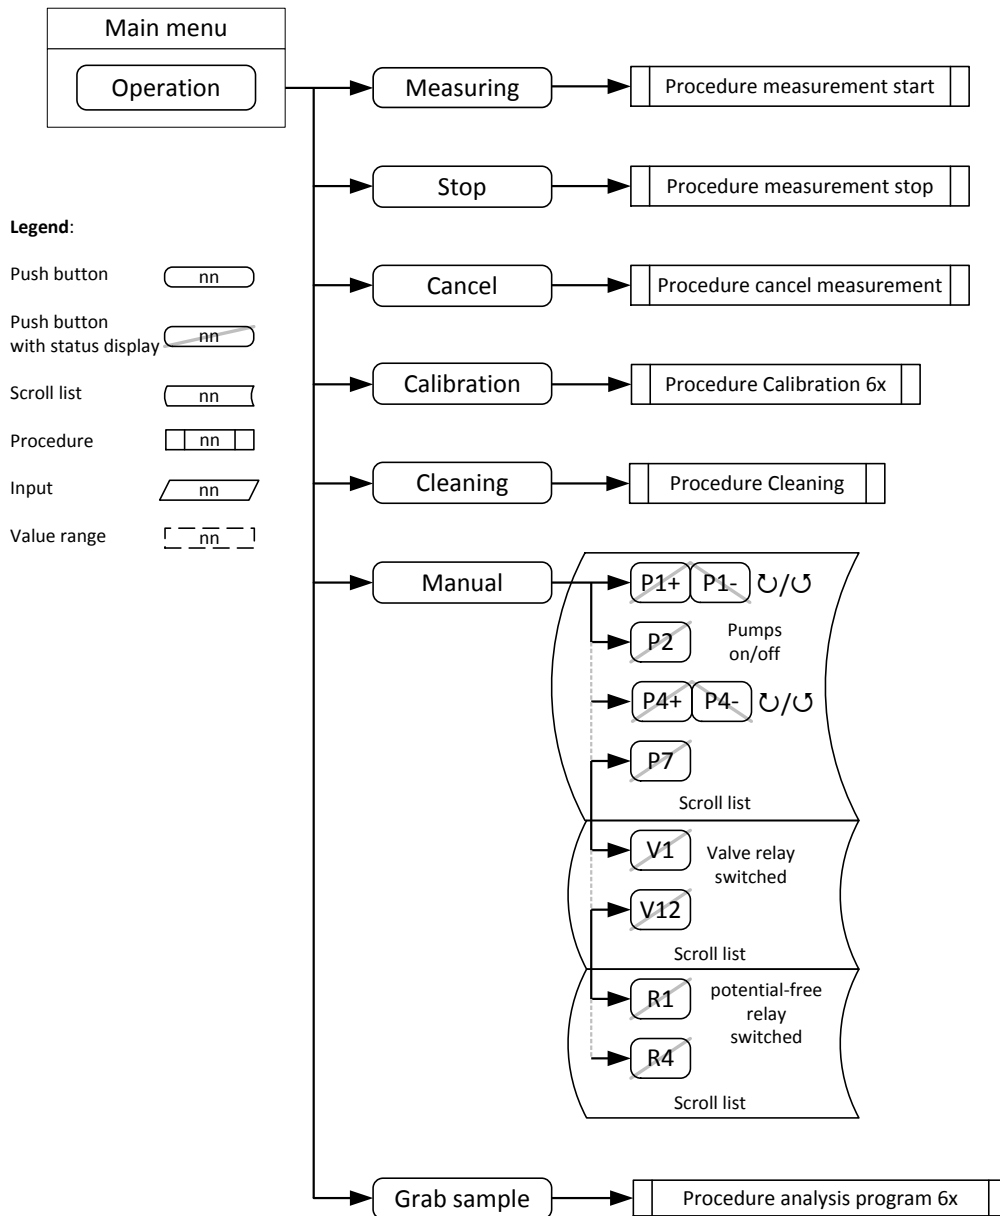 Main menu
Operation
Measuring
Procedure measurement start
Stop
Procedure measurement stop
Legend:
Push button
nn
Cancel
Procedure cancel measurement
Push button
with status display
nn
Scroll list
nn
Calibration
Procedure Calibration 6x
Procedure
nn
Input
nn
Cleaning
Procedure Cleaning
Value range
nn
Manual
P1+
P1-
↻/↺
P2
Pumps
on/off
P4+
P4-
↻/↺
P7
Scroll list
V1
Valve relay
switched
V12
Scroll list
R1
potential-free
relay
switched
R4
Scroll list
Grab sample
Procedure analysis program 6x